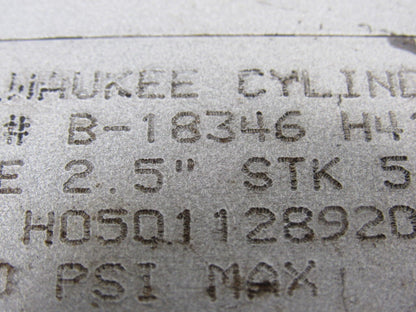 WAUKEE CYLIND
# B-18346 H4
E 2.5" STK 5
H05Q1128920
PSI MAX